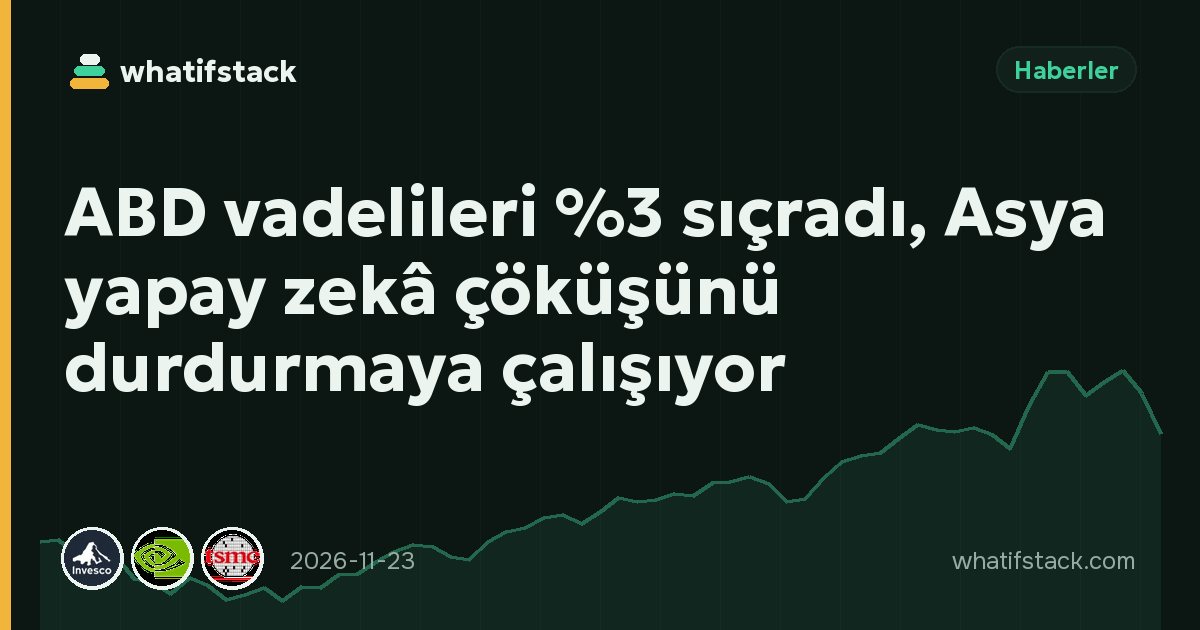 whatifstack
Haberler
ABD vadelileri %3 sıçradı, Asya
yapay zekâ çöküşünü
durdurmaya çalışıyor
Invesco
tsmc
2026-11-23
whatifstack.com